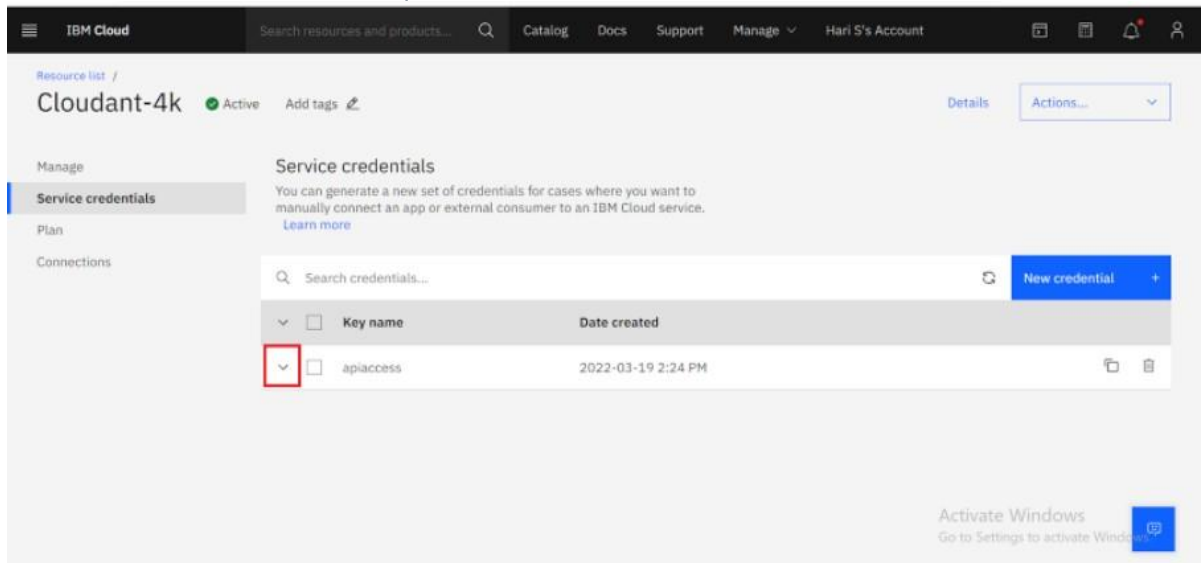 IBM Cloud Search resources and products... Catalog Docs Support Manage Hari S's Account
Resource list /
Cloudant-4k Active Add tags Details Actions...
Manage
Service credentials
Plan
Connections
Service credentials
You can generate a new set of credentials for cases where you want to
manually connect an app or external consumer to an IBM Cloud service.
Learn more
Search credentials... New credential +
Key name Date created
apiaccess 2022-03-19 2:24 PM
Activate Windows
Go to Settings to activate Windows.